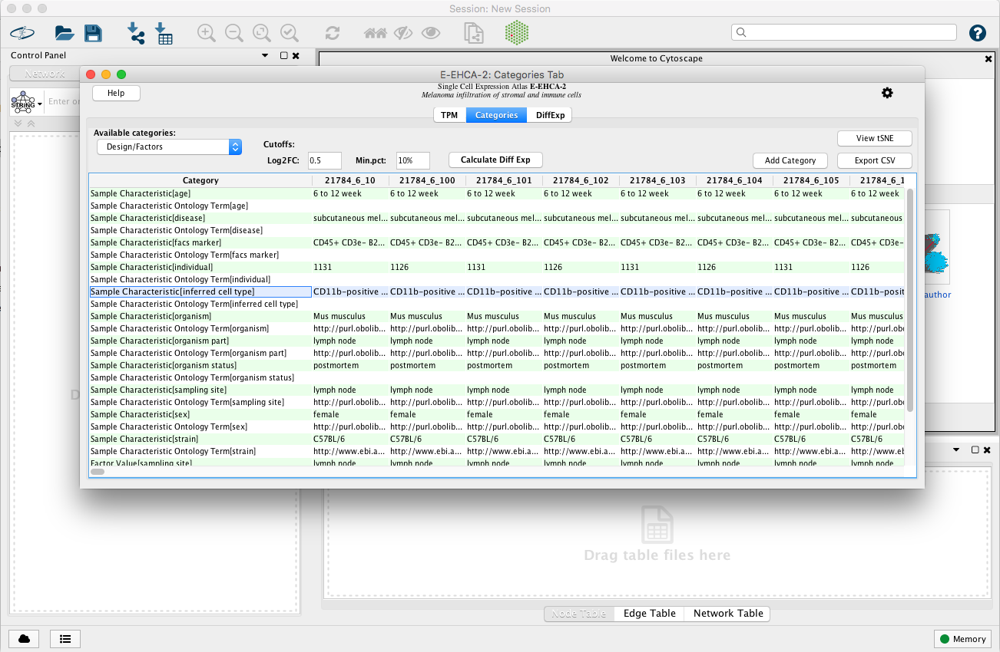 Session: New Session
Control Panel
Welcome to Cytoscape
Network
E-EHCA-2: Categories Tab
Help
Single Cell Expression Atlas E-EHCA-2
Melanoma infiltration of stromal and immune cells
STRING
Enter or
TPM Categories DiffExp
Available categories:
Design/Factors
Cutoffs:
Log2FC: 0.5 Min.pct: 10% Calculate Diff Exp
View tSNE
Add Category Export CSV
Category 21784_6_10 21784_6_100 21784_6_101 21784_6_102 21784_6_103 21784_6_104 21784_6_105 21784_6_1
Sample Characteristic[age] 6 to 12 week 6 to 12 week 6 to 12 week 6 to 12 week 6 to 12 week 6 to 12 week 6 to 12 week 6 to 12 week
Sample Characteristic Ontology Term[age]
Sample Characteristic[disease] subcutaneous mel... subcutaneous mel... subcutaneous mel... subcutaneous mel... subcutaneous mel... subcutaneous mel... subcutaneous mel... subcutaneou
Sample Characteristic Ontology Term[disease]
Sample Characteristic[facs marker] CD45+ CD3e- B2... CD45+ CD3e- B2... CD45+ CD3e- B2... CD45+ CD3e- B2... CD45+ CD3e- B2... CD45+ CD3e- B2... CD45+ CD3e- B2... CD45+ CD3e-
Sample Characteristic Ontology Term[facs marker]
Sample Characteristic[individual] 1131 1126 1131 1126 1131 1126 1131 1126
Sample Characteristic Ontology Term[individual]
Sample Characteristic[inferred cell type] CD11b-positive ... CD11b-positive ... CD11b-positive ... CD11b-positive ... CD11b-positive ... CD11b-positive ... CD11b-positive ... CD11b-posit
author
Sample Characteristic Ontology Term[inferred cell type]
Sample Characteristic[organism] Mus musculus Mus musculus Mus musculus Mus musculus Mus musculus Mus musculus Mus musculus Mus musculus
Sample Characteristic Ontology Term[organism] http://purl.obolib... http://purl.obolib... http://purl.obolib... http://purl.obolib... http://purl.obolib... http://purl.obolib... http://purl.obolib... http://purl.ob
Sample Characteristic[organism part] lymph node lymph node lymph node lymph node lymph node lymph node lymph node lymph node
Sample Characteristic Ontology Term[organism part] http://purl.obolib... http://purl.obolib... http://purl.obolib... http://purl.obolib... http://purl.obolib... http://purl.obolib... http://purl.obolib... http://purl.ob
Sample Characteristic[organism status] postmortem postmortem postmortem postmortem postmortem postmortem postmortem postmortem
Sample Characteristic Ontology Term[organism status]
Sample Characteristic[sampling site] lymph node lymph node lymph node lymph node lymph node lymph node lymph node lymph node
Sample Characteristic Ontology Term[sampling site] http://purl.obolib... http://purl.obolib... http://purl.obolib... http://purl.obolib... http://purl.obolib... http://purl.obolib... http://purl.obolib... http://purl.ob
Sample Characteristic[sex] female female female female female female female female
Sample Characteristic Ontology Term[sex] http://purl.obolib... http://purl.obolib... http://purl.obolib... http://purl.obolib... http://purl.obolib... http://purl.obolib... http://purl.obolib... http://purl.ob
Sample Characteristic[strain] C57BL/6 C57BL/6 C57BL/6 C57BL/6 C57BL/6 C57BL/6 C57BL/6 C57BL/6
Sample Characteristic Ontology Term[strain] http://www.ebi.a... http://www.ebi.a... http://www.ebi.a... http://www.ebi.a... http://www.ebi.a... http://www.ebi.a... http://www.ebi.a... http://www.e
Factor Value[sampling site] lymph node lymph node lymph node lymph node lymph node lymph node lymph node lymph node
D
Drag table files here
Node Table Edge Table Network Table
Memory